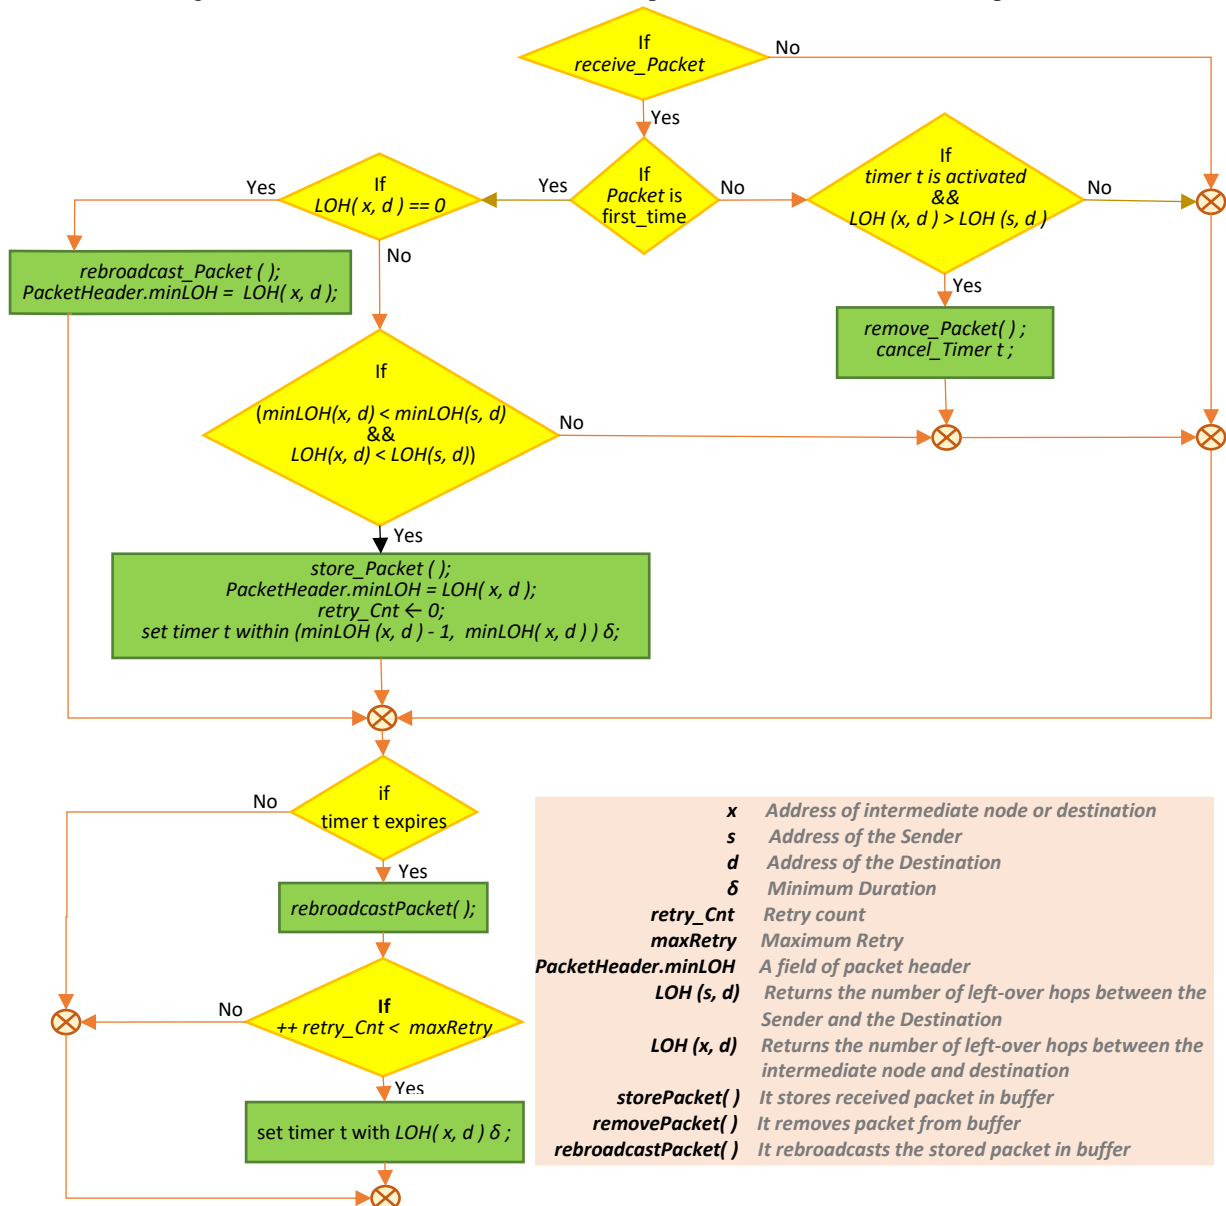 If
receive_Packet
No
Yes
If
LOH( x, d ) == 0
Yes
No
If
Packet is
first_time
Yes
No
If
timer t is activated
&&
LOH (x, d ) > LOH (s, d )
No
Yes
rebroadcast_Packet ( );
PacketHeader.minLOH = LOH( x, d );
remove_Packet( ) ;
cancel_Timer t ;
If
(minLOH(x, d) < minLOH(s, d)
&&
LOH(x, d) < LOH(s, d))
No
Yes
store_Packet ( );
PacketHeader.minLOH = LOH( x, d );
retry_Cnt ← 0;
set timer t within (minLOH (x, d ) - 1, minLOH( x, d ) ) δ;
if
timer t expires
No
Yes
rebroadcastPacket( );
If
++ retry_Cnt < maxRetry
No
Yes
set timer t with LOH( x, d ) δ ;
x Address of intermediate node or destination
s Address of the Sender
d Address of the Destination
δ Minimum Duration
retry_Cnt Retry count
maxRetry Maximum Retry
PacketHeader.minLOH A field of packet header
LOH (s, d) Returns the number of left-over hops between the
Sender and the Destination
LOH (x, d) Returns the number of left-over hops between the
intermediate node and destination
storePacket( ) It stores received packet in buffer
removePacket( ) It removes packet from buffer
rebroadcastPacket( ) It rebroadcasts the stored packet in buffer